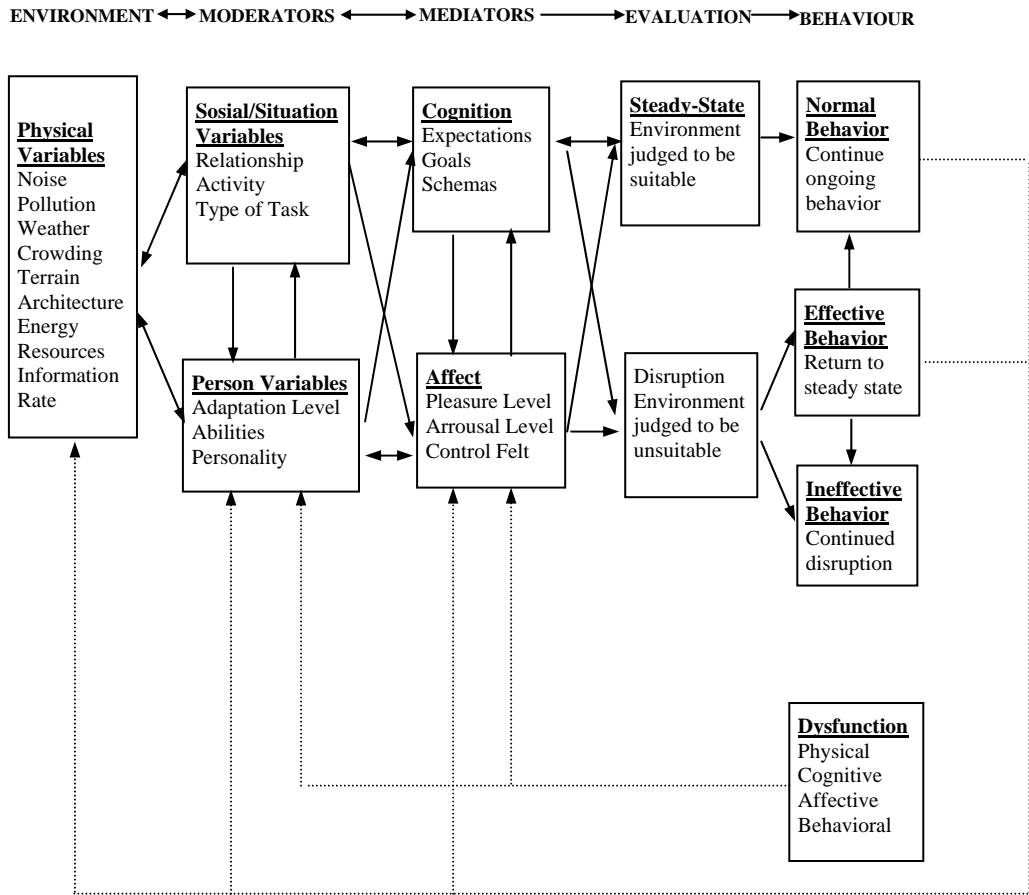 ENVIRONMENT MODERATORS MEDIATORS EVALUATION BEHAVIOUR
Physical
Variables
Noise
Pollution
Weather
Crowding
Terrain
Architecture
Energy
Resources
Information
Rate
Sosial/Situation
Variables
Relationship
Activity
Type of Task
Person Variables
Adaptation Level
Abilities
Personality
Cognition
Expectations
Goals
Schemas
Affect
Pleasure Level
Arrousal Level
Control Felt
Steady-State
Environment
judged to be
suitable
Disruption
Environment
judged to be
unsuitable
Normal
Behavior
Continue
ongoing
behavior
Effective
Behavior
Return to
steady state
Ineffective
Behavior
Continued
disruption
Dysfunction
Physical
Cognitive
Affective
Behavioral